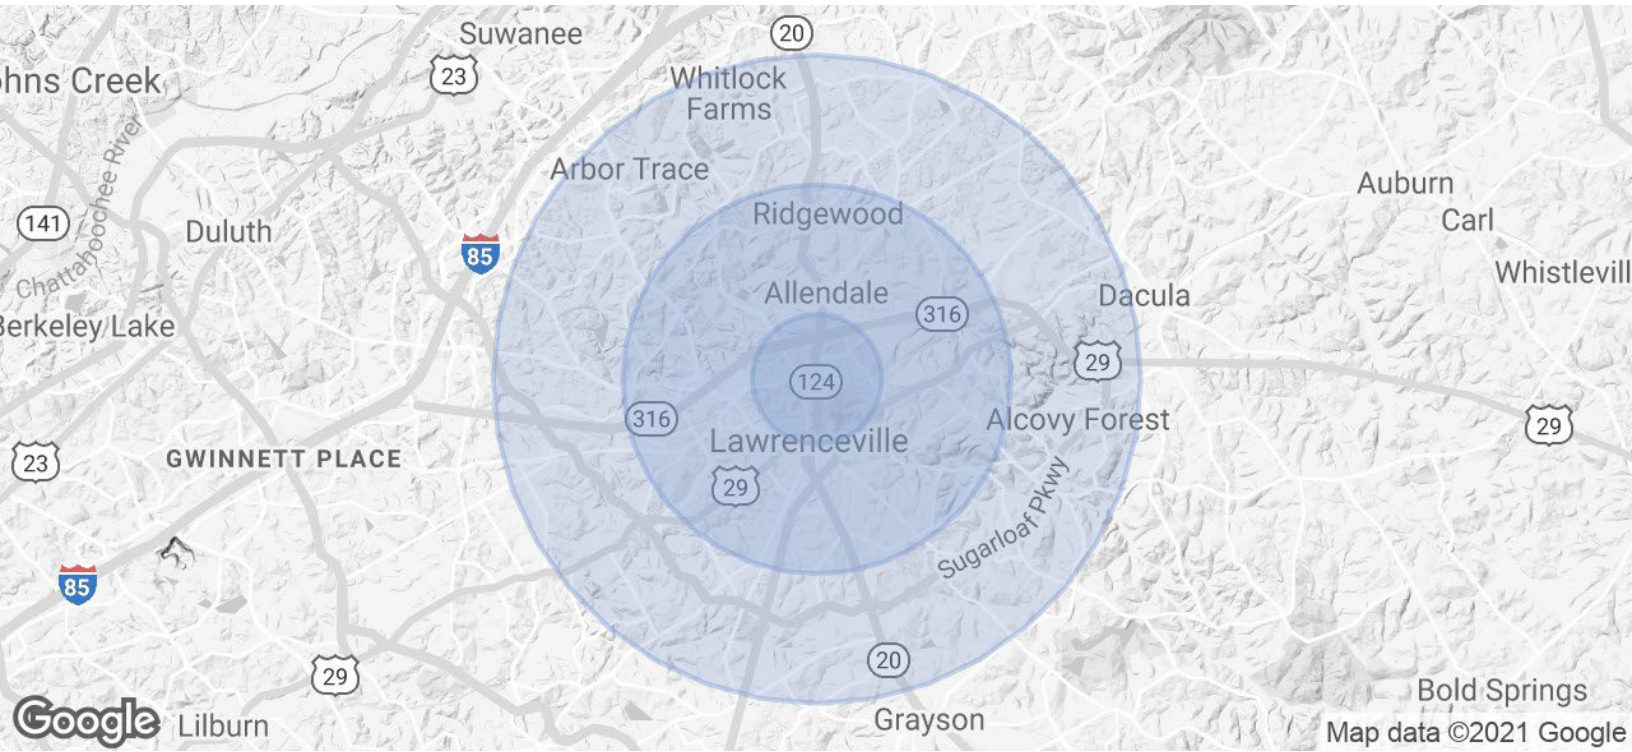 Suwanee
20
23
Whitlock
Farms
hns Creek
Chattahoochee River
Arbor Trace
Auburn
141
Duluth
Ridgewood
Carl
85
Whistlevill
Allendale
Dacula
316
Berkeley Lake
29
124
316
Alcovy Forest
29
Lawrenceville
23
GWINNETT PLACE
29
Sugarloaf Pkwy
85
20
29
Bold Springs
Google
Lilburn
Grayson
Map data ©2021 Google